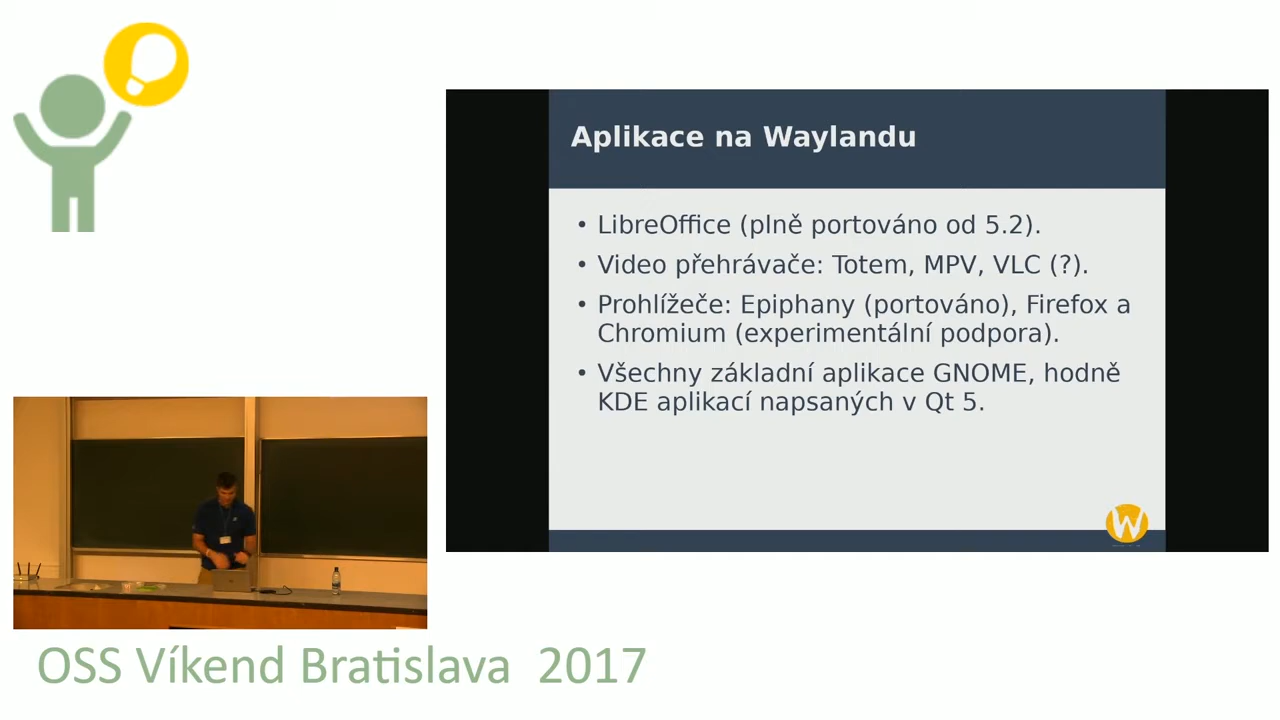 Aplikace na Waylandu
• LibreOffice (plně portováno od 5.2).
• Video přehrávače: Totem, MPV, VLC (?).
• Prohlížeče: Epiphany (portováno), Firefox a
Chromium (experimentální podpora).
• Všechny základní aplikace GNOME, hodně
KDE aplikací napsaných v Qt 5.
W
OSS Víkend Bratislava 2017